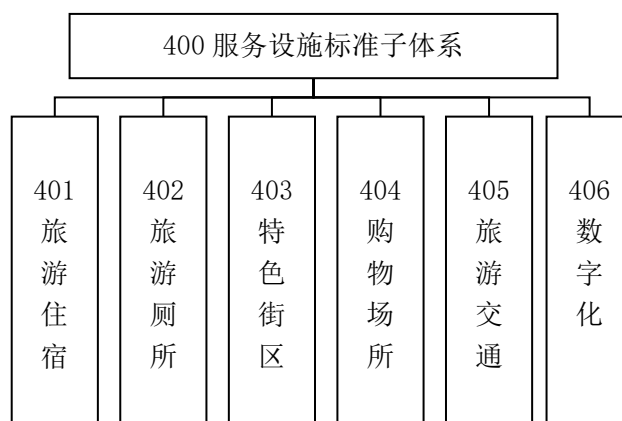 400 服务设施标准子体系
401
旅
游
住
宿
402
旅
游
厕
所
403
特
色
街
区
404
购
物
场
所
405
旅
游
交
通
406
数
字
化